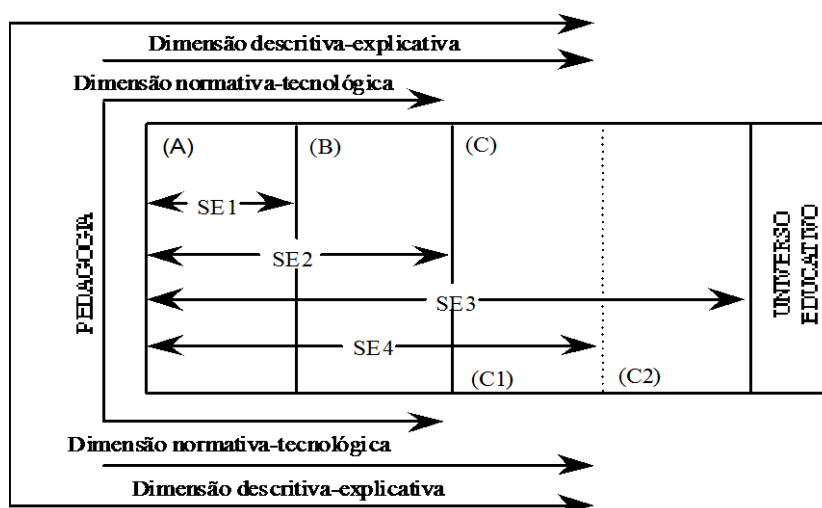 Dimensão descritiva-explicativa
Dimensão normativa-tecnológica
PEDAGOGIA
(A)
(B)
(C)
SE1
SE2
SE3
SE4
(C1)
(C2)
UNIVERSO
EDUCATIVO
Dimensão normativa-tecnológica
Dimensão descritiva-explicativa